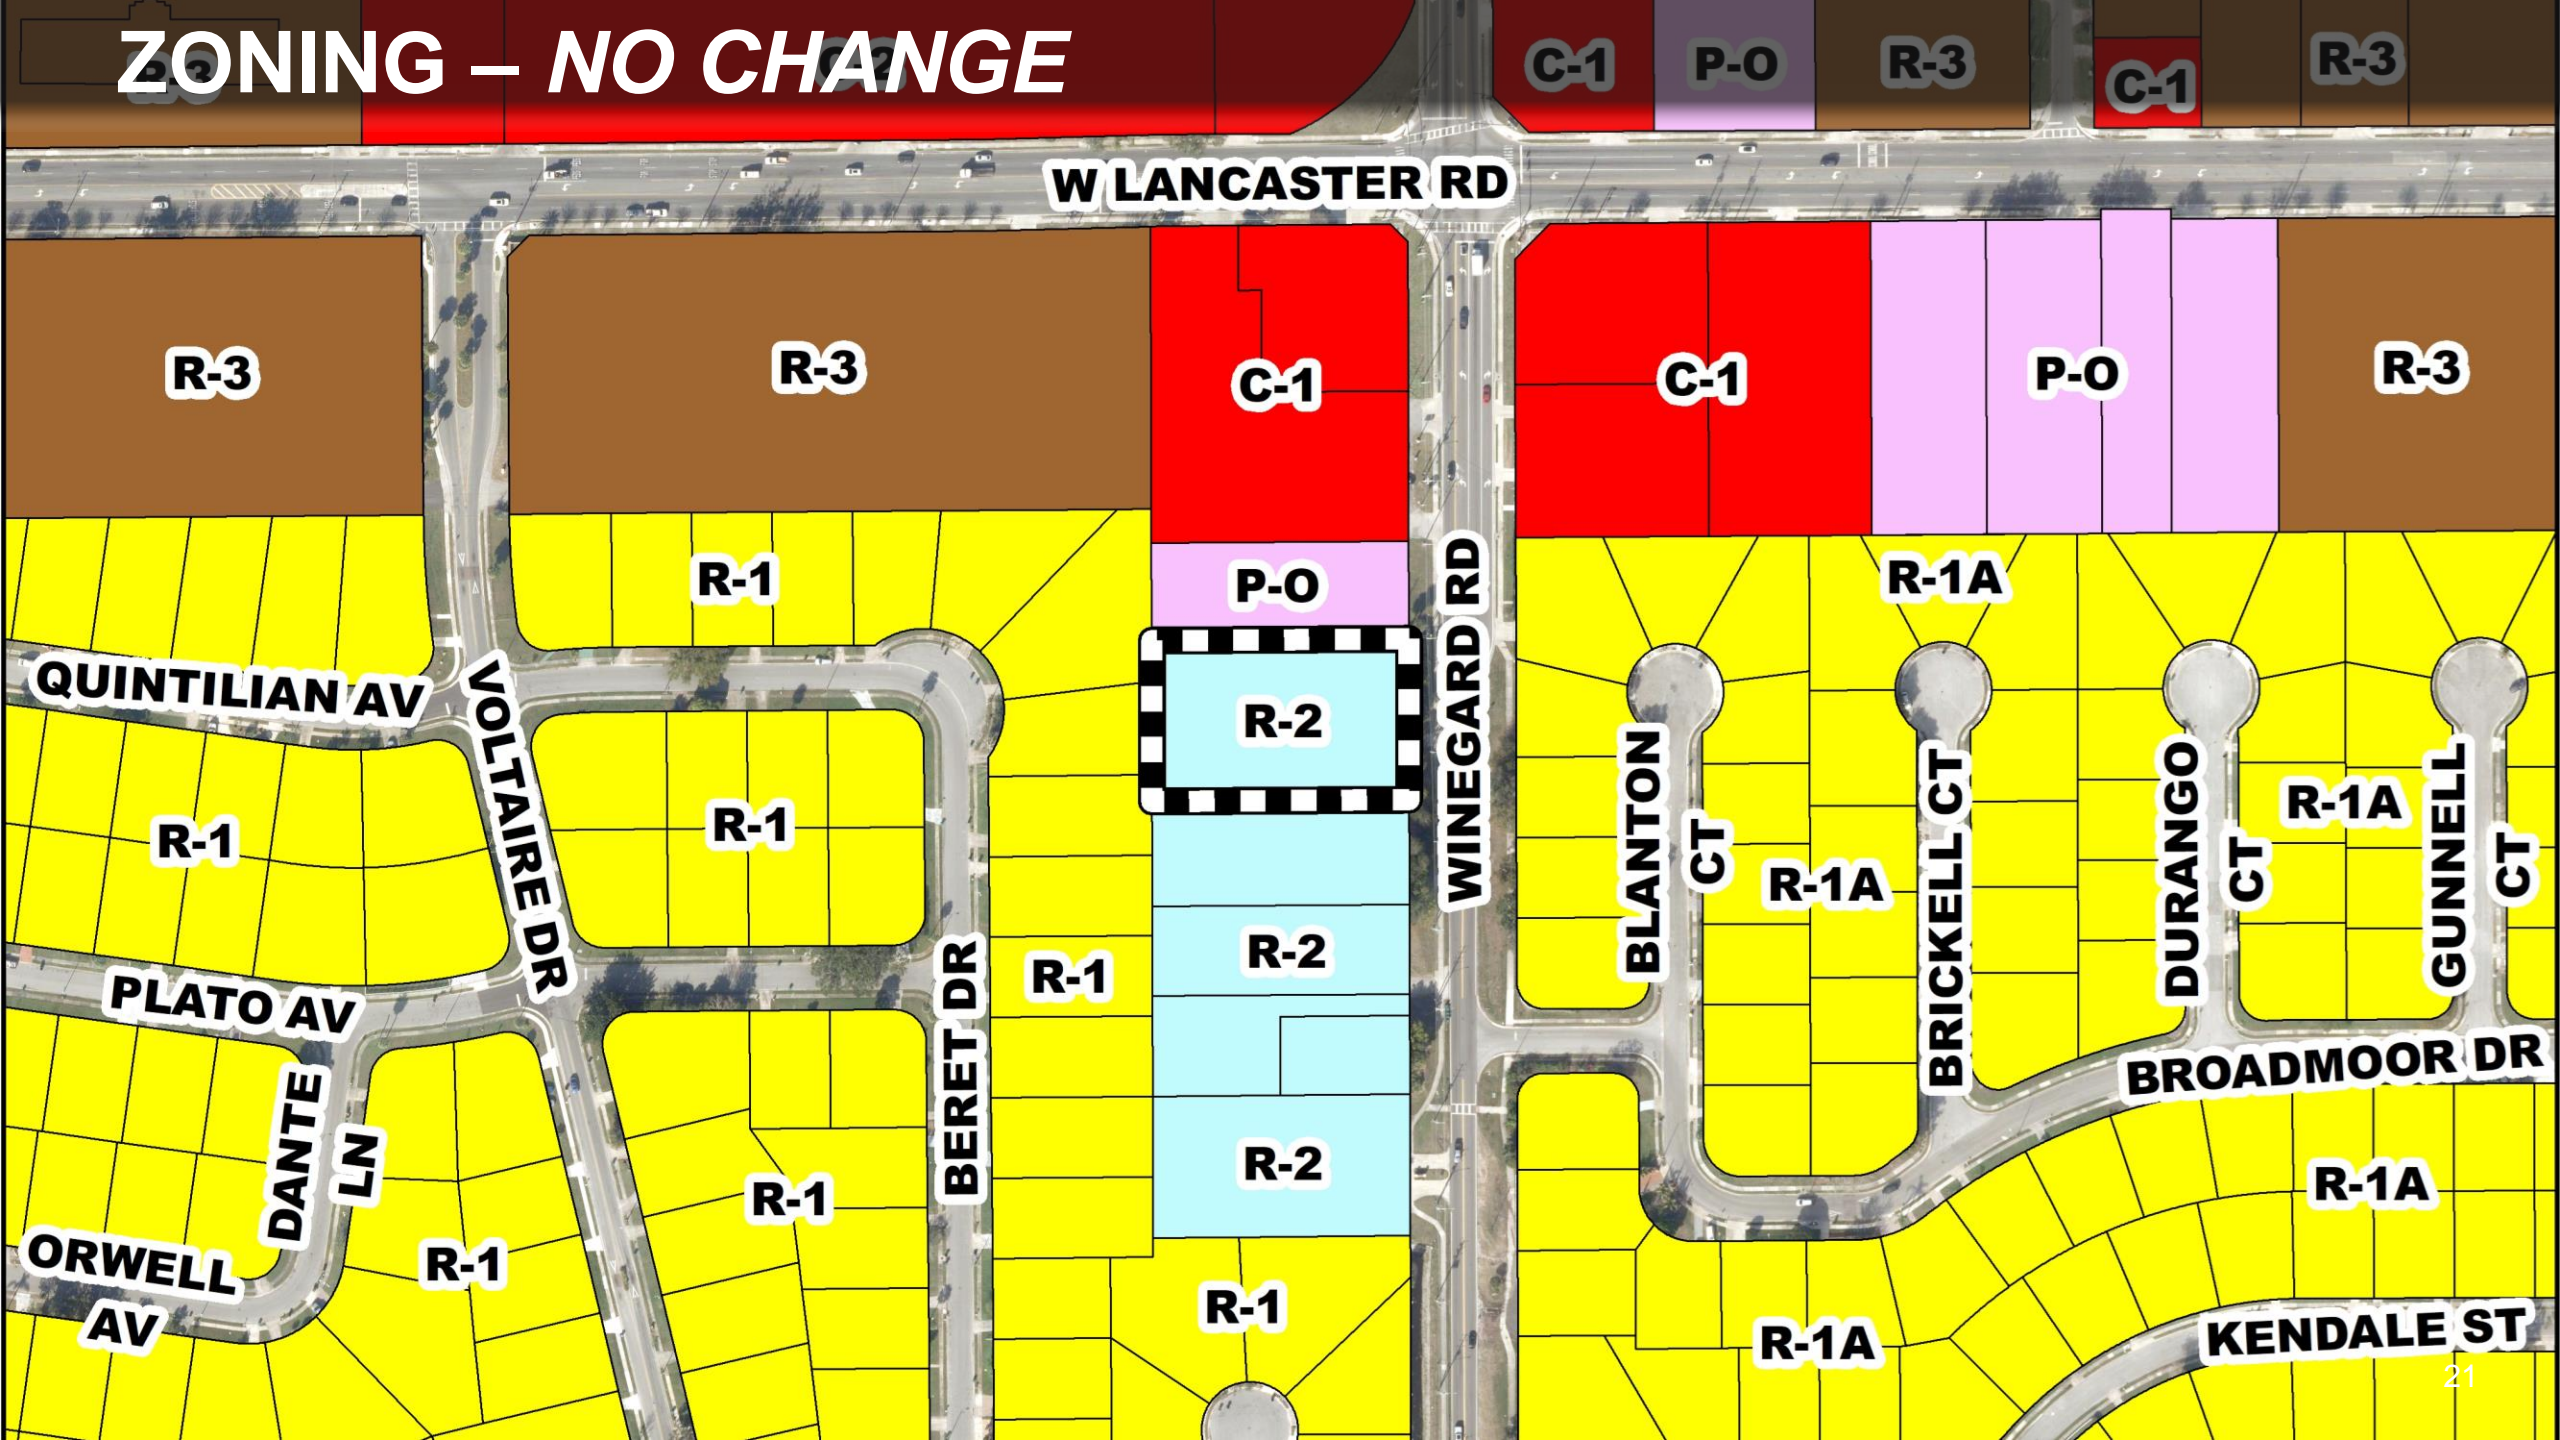 ZONING – NO CHANGE
R-3
C-2
C-1
P-O
R-3
C-1
R-3
W LANCASTER RD
R-3
R-3
C-1
C-1
P-O
R-3
R-1
P-O
WINEGARD RD
R-1A
QUINTILIAN AV
VOLTAIRE DR
R-2
BLANTON
CT
BRICKELL CT
DURANGO
CT
GUNNELL
CT
R-1
R-1
R-1A
R-1A
R-2
R-1
PLATO AV
BERET DR
BROADMOOR DR
DANTE
LN
R-2
R-1
R-1A
ORWELL
AV
R-1
R-1
R-1A
KENDALE ST
21